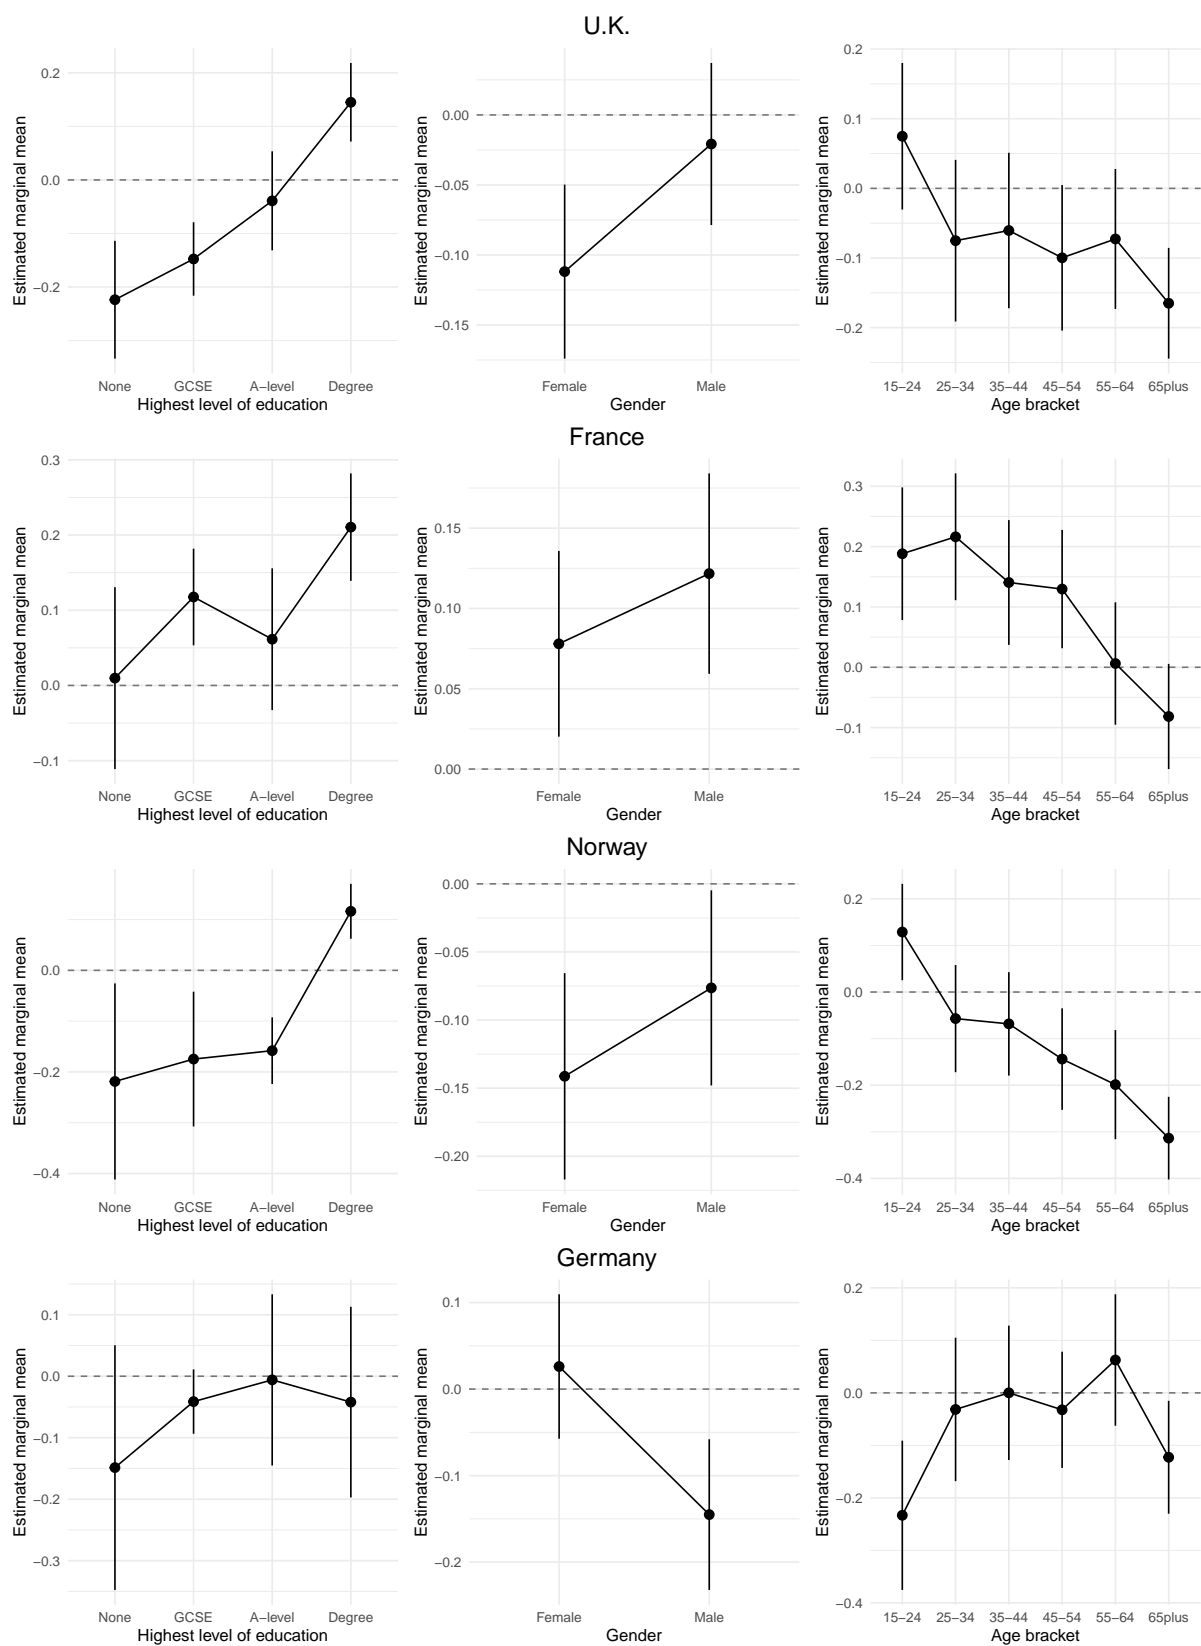 U.K.
Estimated marginal mean
0.2
0.0
−0.2
None GCSE A−level Degree
Highest level of education
Estimated marginal mean
0.00
−0.05
−0.10
−0.15
Female Male
Gender
Estimated marginal mean
0.2
0.1
0.0
−0.1
−0.2
15−24 25−34 35−44 45−54 55−64 65plus
Age bracket
France
Estimated marginal mean
0.3
0.2
0.1
0.0
−0.1
None GCSE A−level Degree
Highest level of education
Estimated marginal mean
0.15
0.10
0.05
0.00
Female Male
Gender
Estimated marginal mean
0.3
0.2
0.1
0.0
−0.1
15−24 25−34 35−44 45−54 55−64 65plus
Age bracket
Norway
Estimated marginal mean
0.0
−0.2
−0.4
None GCSE A−level Degree
Highest level of education
Estimated marginal mean
0.00
−0.05
−0.10
−0.15
−0.20
Female Male
Gender
Estimated marginal mean
0.2
0.0
−0.2
−0.4
15−24 25−34 35−44 45−54 55−64 65plus
Age bracket
Germany
Estimated marginal mean
0.1
0.0
−0.1
−0.2
−0.3
None GCSE A−level Degree
Highest level of education
Estimated marginal mean
0.1
0.0
−0.1
−0.2
Female Male
Gender
Estimated marginal mean
0.2
0.0
−0.2
−0.4
15−24 25−34 35−44 45−54 55−64 65plus
Age bracket